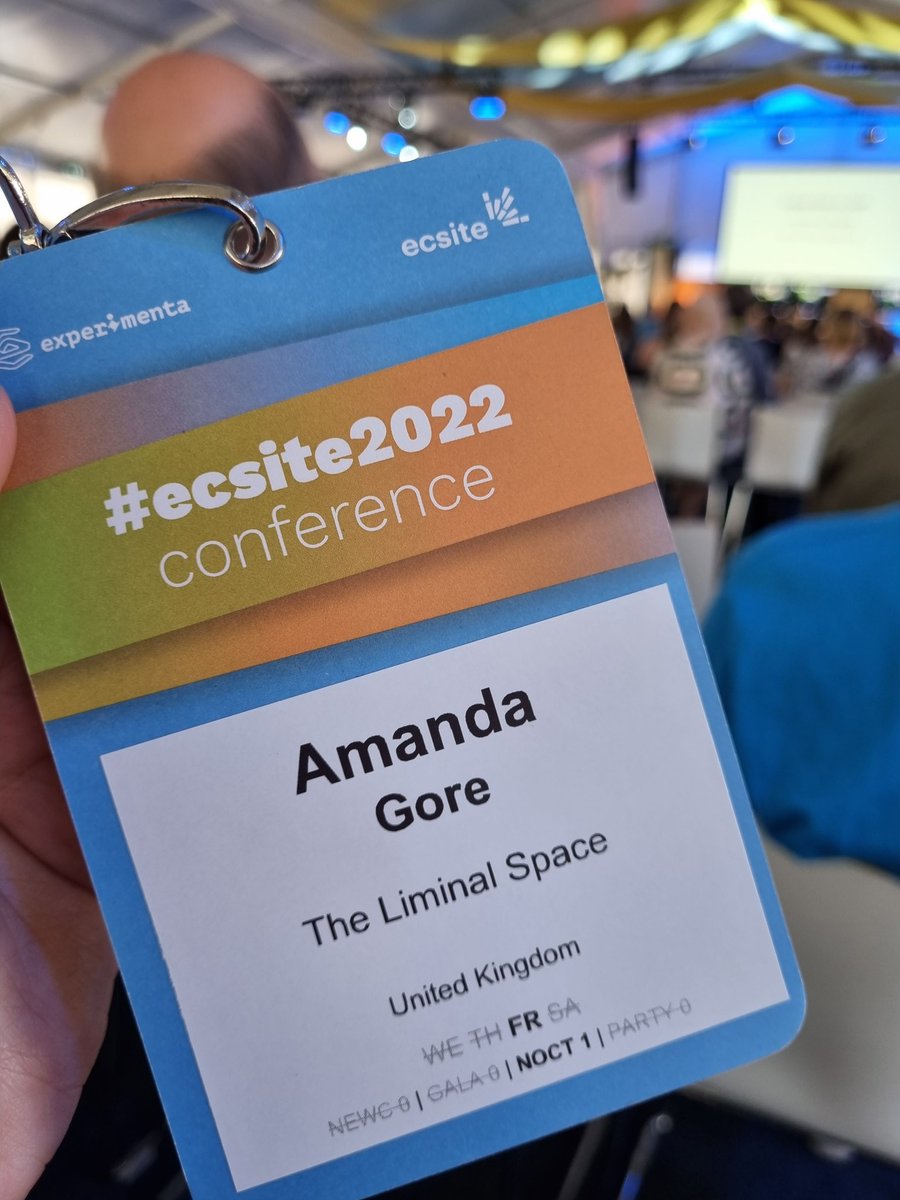 ecsite
experimenta
#ecsite2022
conference
Amanda
Gore
The Liminal Space
United Kingdom
WE TH FR SA
NEWC 0 | GALA 0 | NOCT 1 | PARTY 0